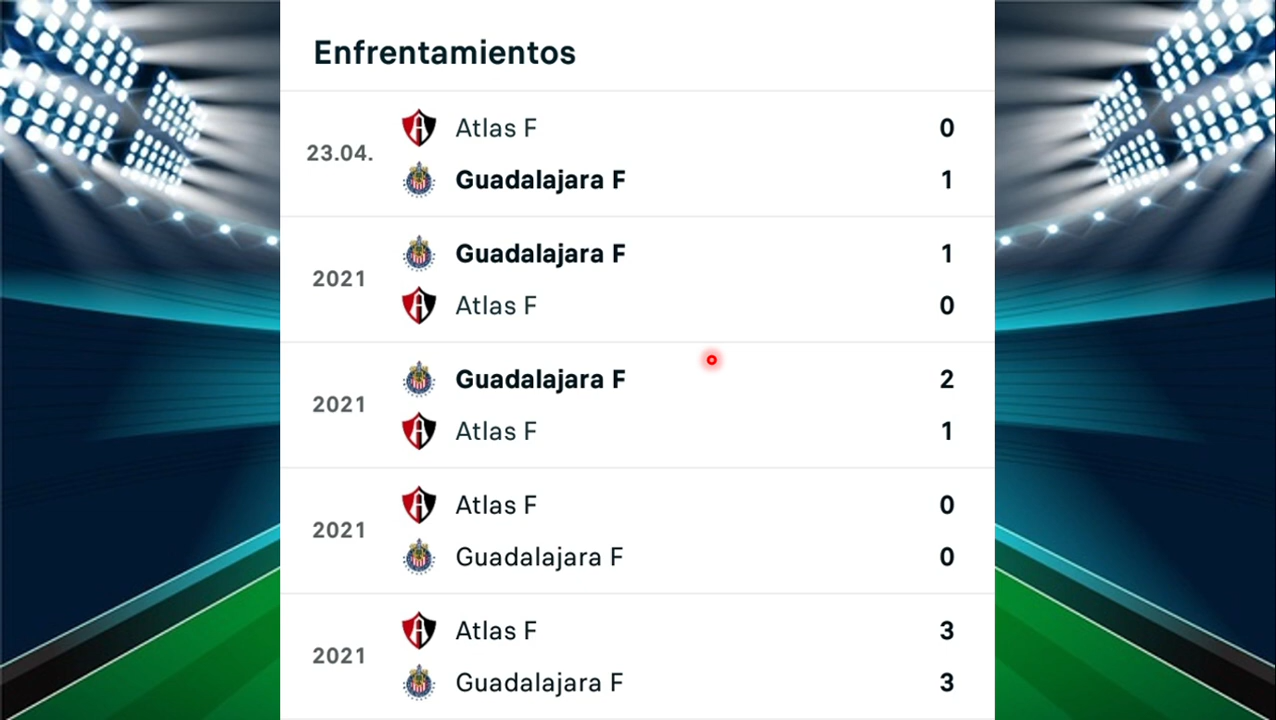 Enfrentamientos
23.04.
Atlas F 0
Guadalajara F 1
2021
Guadalajara F 1
Atlas F 0
2021
Guadalajara F 2
Atlas F 1
2021
Atlas F 0
Guadalajara F 0
2021
Atlas F 3
Guadalajara F 3